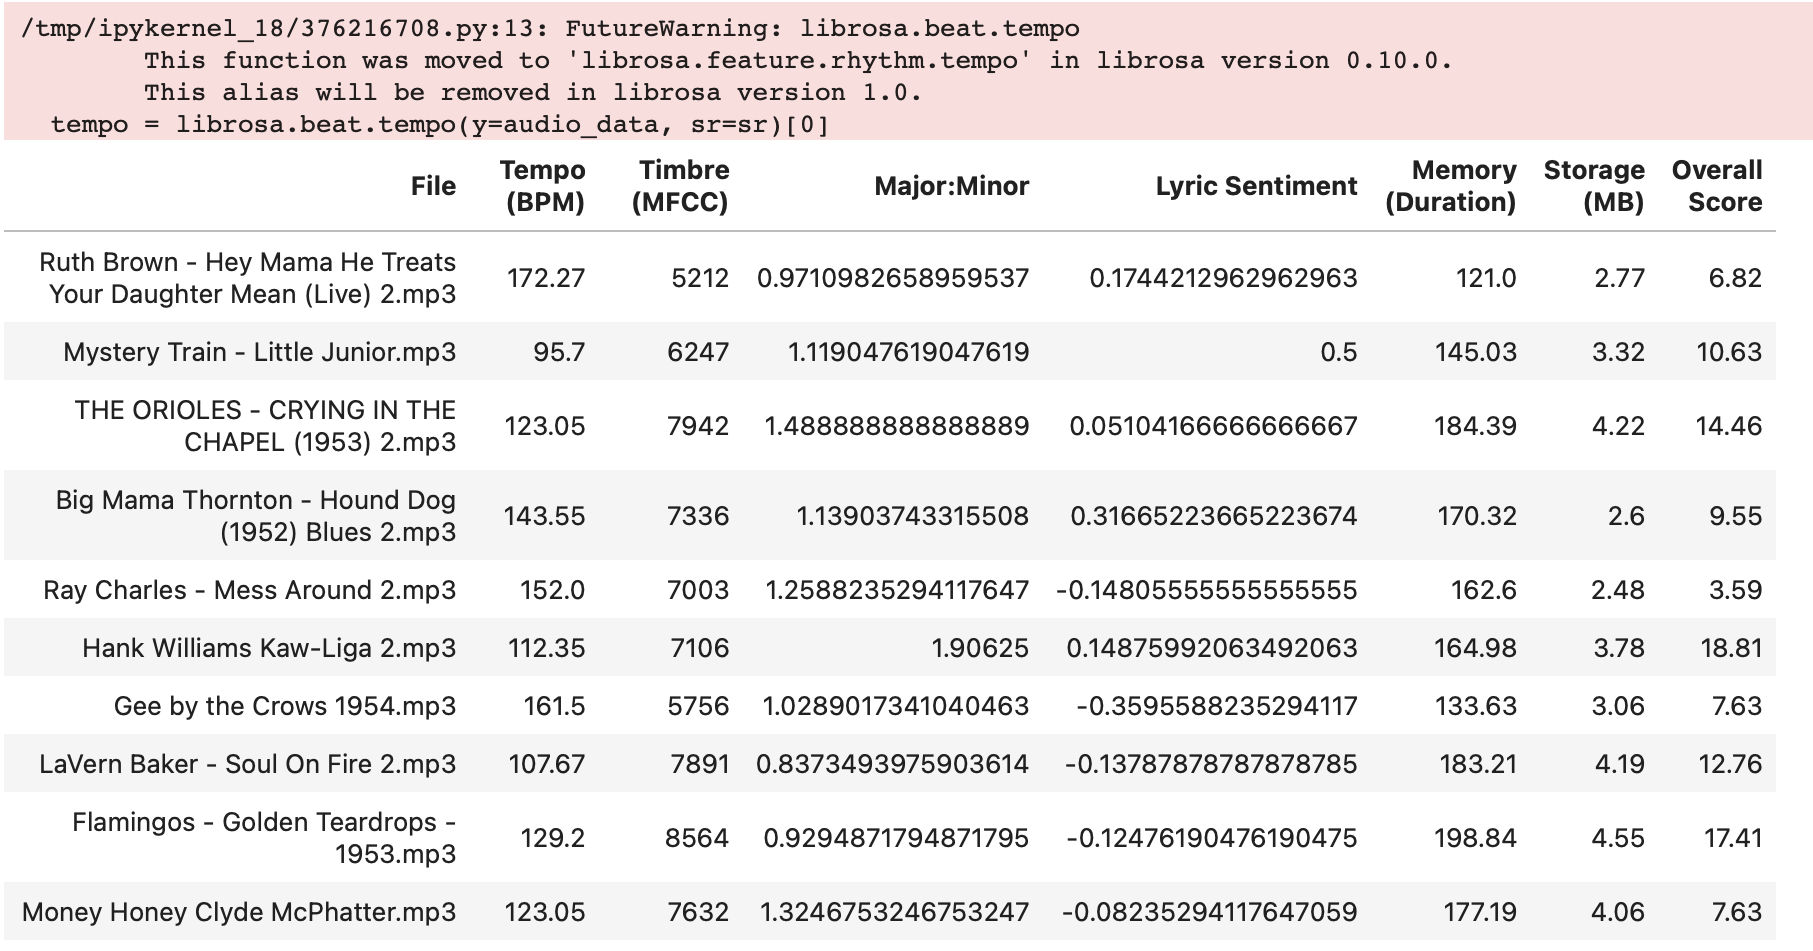 /tmp/ipykernel_18/376216708.py:13: FutureWarning: librosa.beat.tempo
This function was moved to 'librosa.feature.rhythm.tempo' in librosa version 0.10.0.
This alias will be removed in librosa version 1.0.
tempo = librosa.beat.tempo(y=audio_data, sr=sr)[0]
File Tempo (BPM) Timbre (MFCC) Major:Minor Lyric Sentiment Memory (Duration) Storage (MB) Overall Score
Ruth Brown - Hey Mama He Treats Your Daughter Mean (Live) 2.mp3 172.27 5212 0.9710982658959537 0.1744212962962963 121.0 2.77 6.82
Mystery Train - Little Junior.mp3 95.7 6247 1.119047619047619 0.5 145.03 3.32 10.63
THE ORIOLES - CRYING IN THE CHAPEL (1953) 2.mp3 123.05 7942 1.488888888888889 0.05104166666666667 184.39 4.22 14.46
Big Mama Thornton - Hound Dog (1952) Blues 2.mp3 143.55 7336 1.13903743315508 0.31665223665223674 170.32 2.6 9.55
Ray Charles - Mess Around 2.mp3 152.0 7003 1.2588235294117647 -0.14805555555555555 162.6 2.48 3.59
Hank Williams Kaw-Liga 2.mp3 112.35 7106 1.90625 0.14875992063492063 164.98 3.78 18.81
Gee by the Crows 1954.mp3 161.5 5756 1.0289017341040463 -0.3595588235294117 133.63 3.06 7.63
LaVern Baker - Soul On Fire 2.mp3 107.67 7891 0.8373493975903614 -0.13787878787878785 183.21 4.19 12.76
Flamingos - Golden Teardrops - 1953.mp3 129.2 8564 0.9294871794871795 -0.12476190476190475 198.84 4.55 17.41
Money Honey Clyde McPhatter.mp3 123.05 7632 1.3246753246753247 -0.08235294117647059 177.19 4.06 7.63